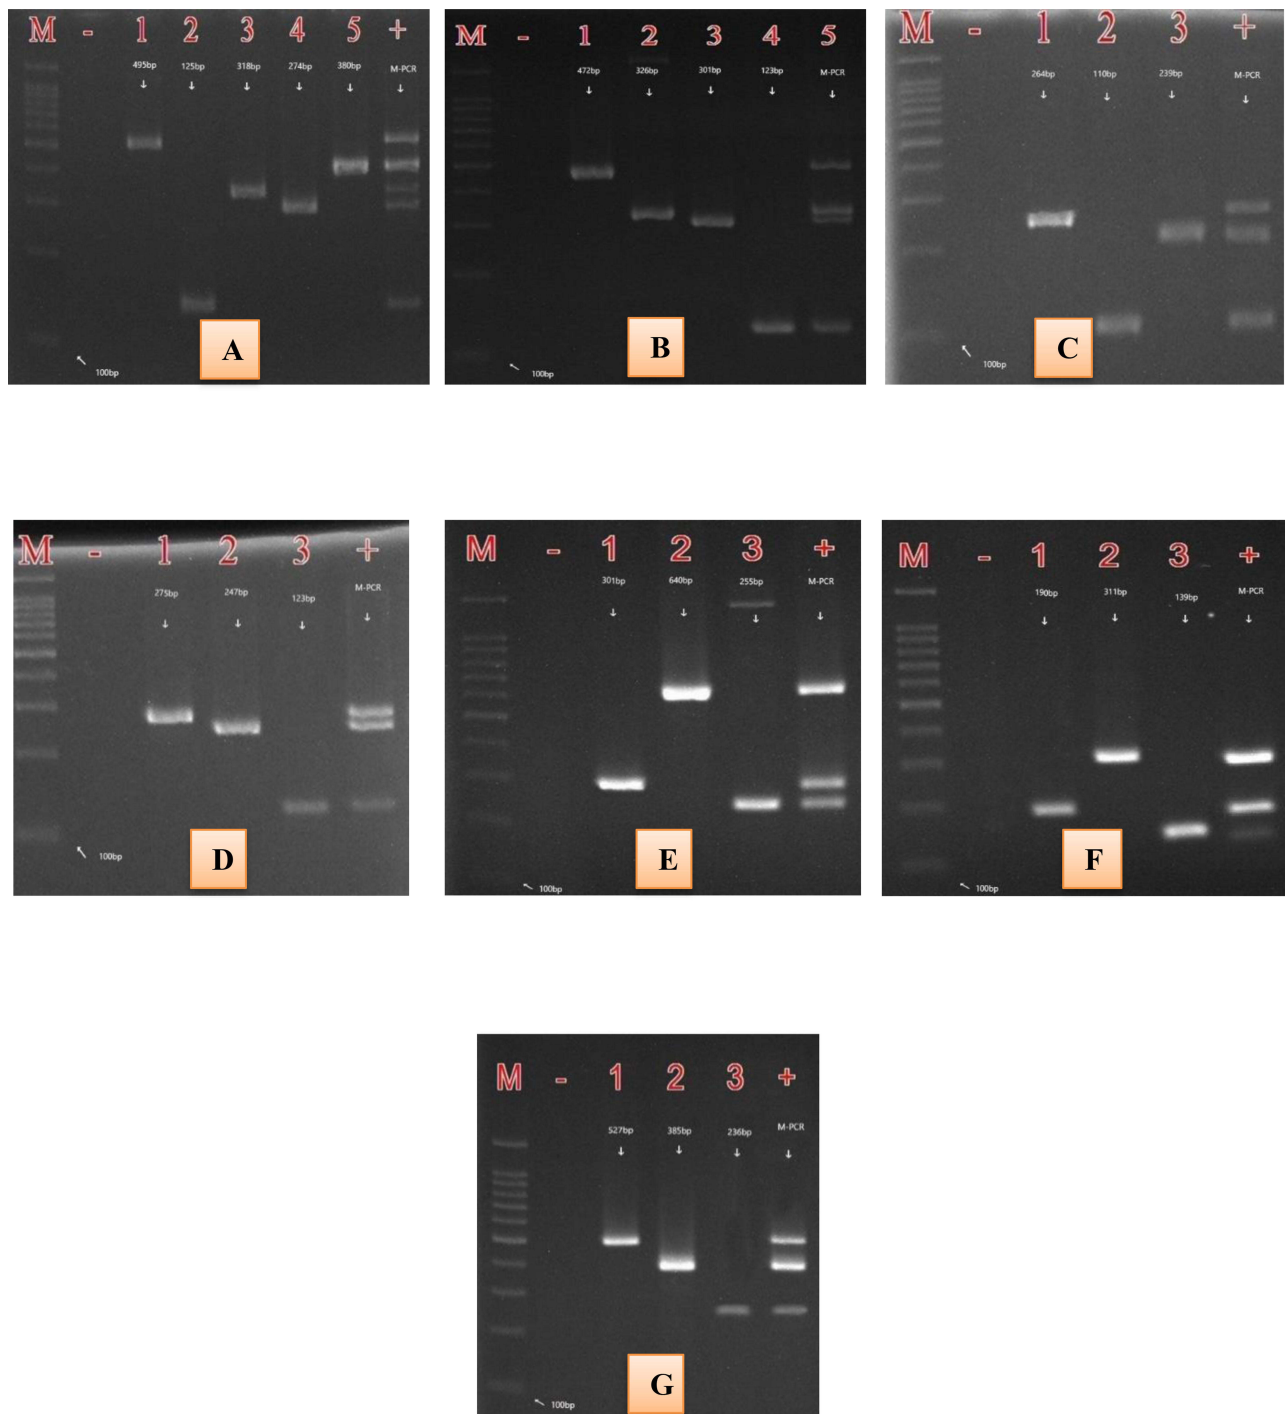 M - 1 2 3 4 5 +
495bp 125bp 318bp 274bp 380bp M-PCR
100bp
A
M - 1 2 3 4 5
472bp 326bp 301bp 123bp M-PCR
100bp
B
M - 1 2 3 +
264bp 110bp 239bp M-PCR
100bp
C
M - 1 2 3 +
275bp 247bp 123bp M-PCR
100bp
D
M - 1 2 3 +
301bp 640bp 255bp M-PCR
100bp
E
M - 1 2 3 +
190bp 311bp 139bp M-PCR
100bp
F
M - 1 2 3 +
527bp 385bp 236bp M-PCR
100bp
G